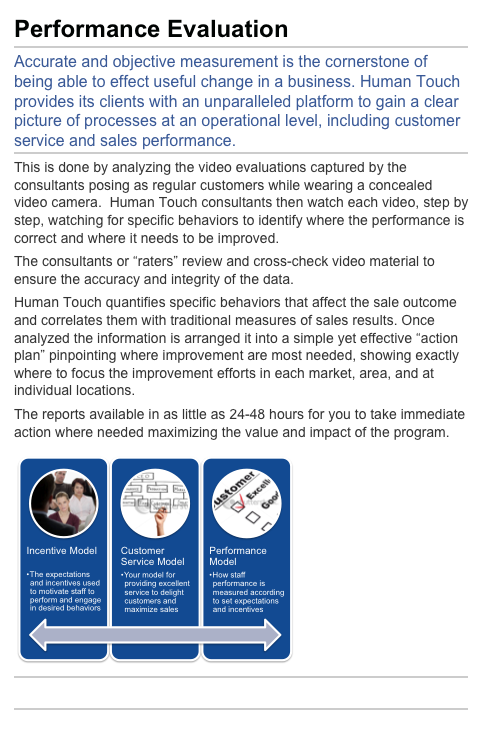 Performance Evaluation
Accurate and objective measurement is the cornerstone of
being able to effect useful change in a business. Human Touch
provides its clients with an unparalleled platform to gain a clear
picture of processes at an operational level, including customer
service and sales performance.
This is done by analyzing the video evaluations captured by the
consultants posing as regular customers while wearing a concealed
video camera.  Human Touch consultants then watch each video, step by
step, watching for specific behaviors to identify where the performance is
correct and where it needs to be improved.
The consultants or “raters” review and cross-check video material to
ensure the accuracy and integrity of the data.
Human Touch quantifies specific behaviors that affect the sale outcome
and correlates them with traditional measures of sales results. Once
analyzed the information is arranged it into a simple yet effective “action
plan” pinpointing where improvement are most needed, showing exactly
where to focus the improvement efforts in each market, area, and at
individual locations.
The reports available in as little as 24-48 hours for you to take immediate
action where needed maximizing the value and impact of the program.
Incentive Model
•The expectations
and incentives used
to motivate staff to
perform and engage
in desired behaviors
Customer
Service Model
•Your model for
providing excellent
service to delight
customers and
maximize sales
ustomer
Excell
Goo
Performance
Model
•How staff
performance is
measured according
to set expectations
and incentives